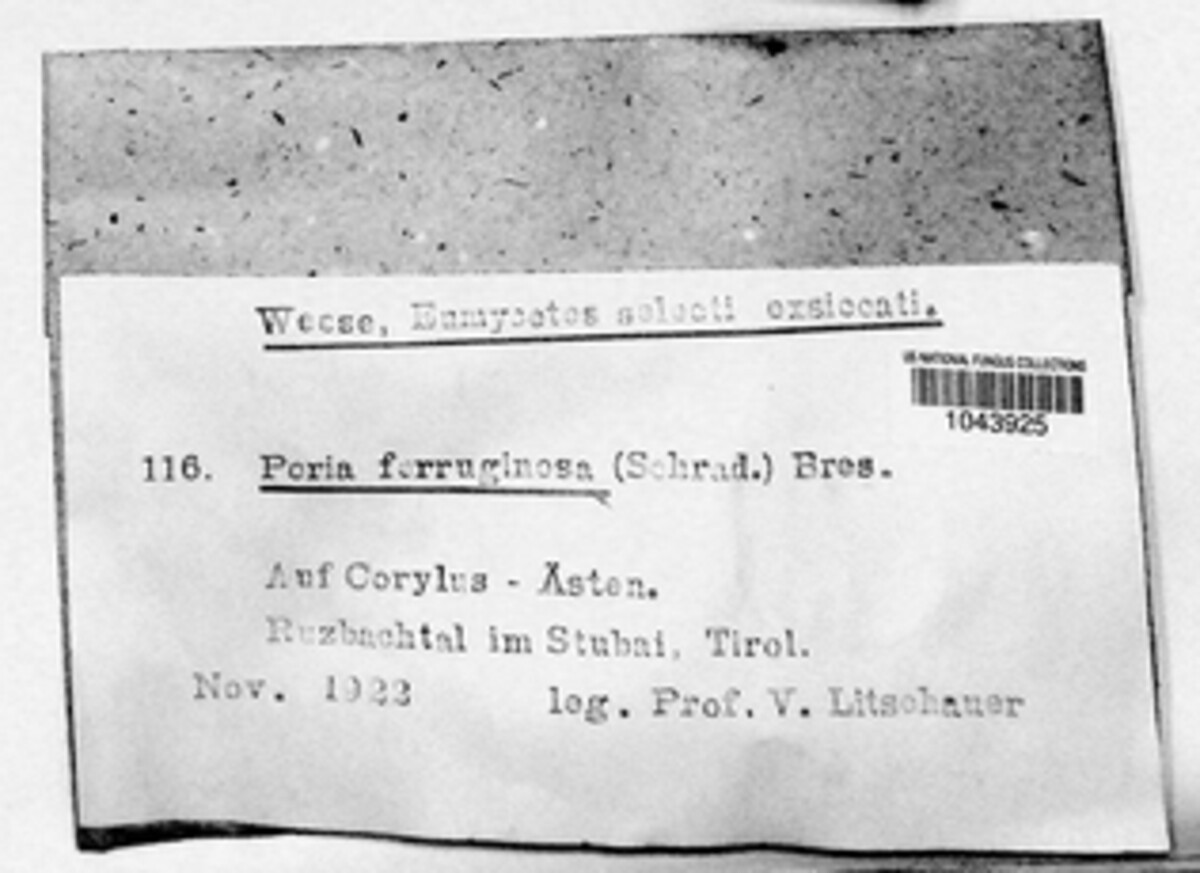 Weese, Eumycetes selecti exsiccati.
US NATIONAL FUNGUS COLLECTIONS
1043925
116. Poria ferruginosa (Schrad.) Bres.
Auf Corylus - Ästen.
Ruzbachtal im Stubai, Tirol.
Nov. 1922 leg. Prof. V. Litschauer